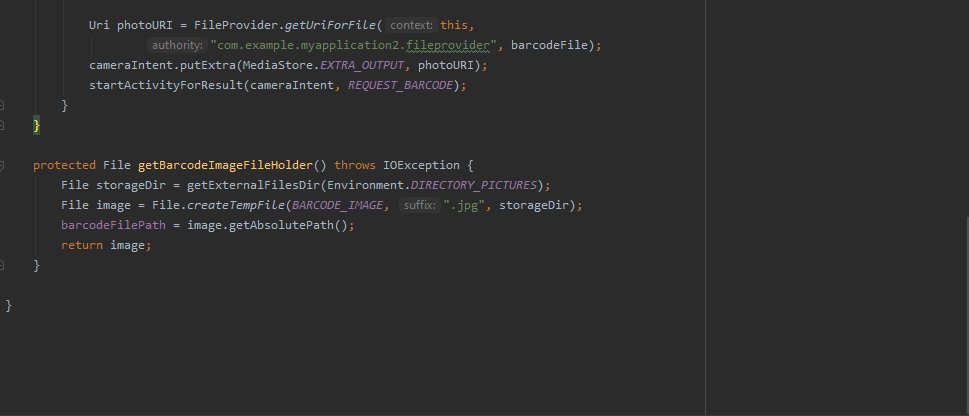 Uri photoURI = FileProvider.getUriForFile( context: this,
authority: "com.example.myapplication2.fileprovider", barcodeFile);
cameraIntent.putExtra(MediaStore.EXTRA_OUTPUT, photoURI);
startActivityForResult(cameraIntent, REQUEST_BARCODE);
}
}
protected File getBarcodeImageFileHolder() throws IOException {
File storageDir = getExternalFilesDir(Environment.DIRECTORY_PICTURES);
File image = File.createTempFile(BARCODE_IMAGE, suffix: ".jpg", storageDir);
barcodeFilePath = image.getAbsolutePath();
return image;
}
}